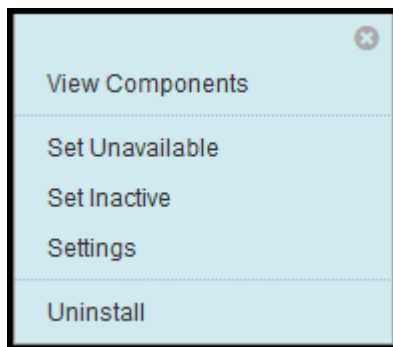 View Components
Set Unavailable
Set Inactive
Settings
Uninstall